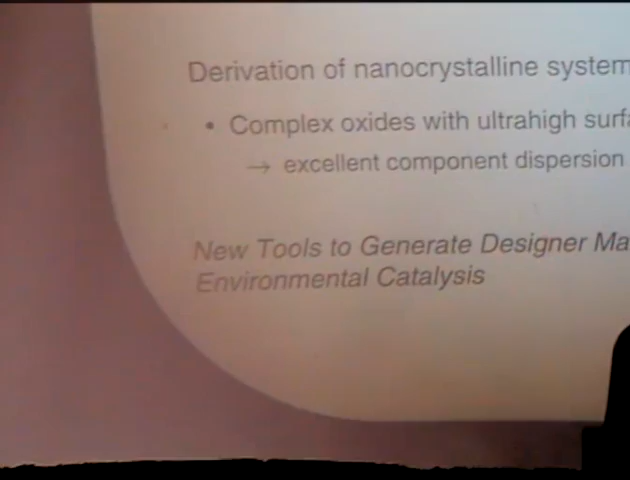 Derivation of nanocrystalline system
• Complex oxides with ultrahigh surfa
→ excellent component dispersion
New Tools to Generate Designer Ma
Environmental Catalysis